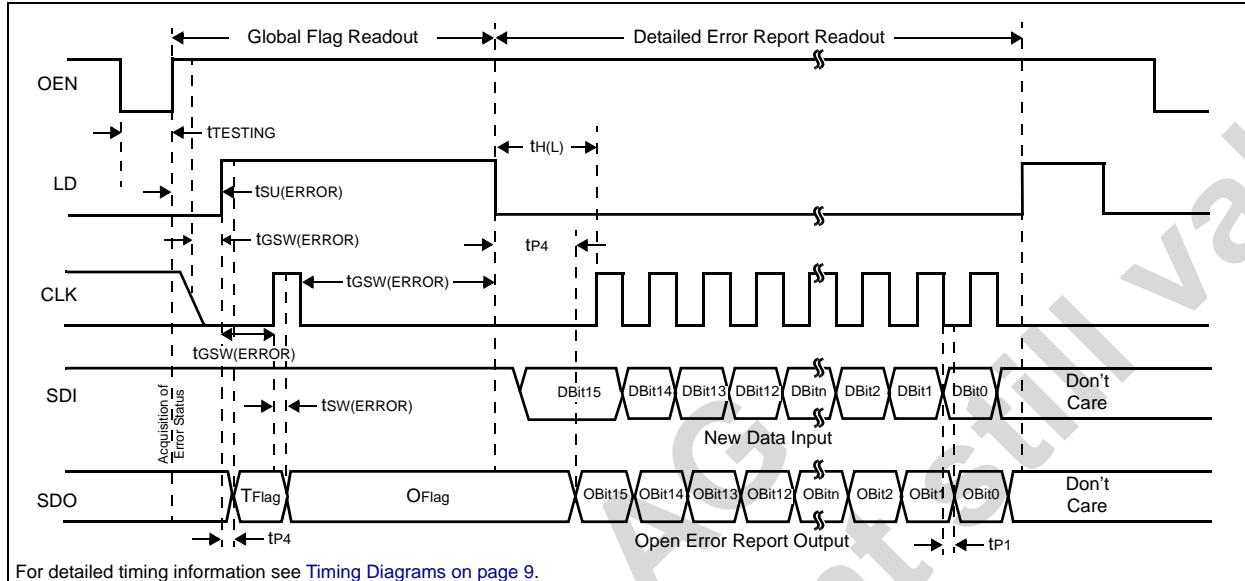 Global Flag Readout
Detailed Error Report Readout
OEN
tTESTING
tH(L)
LD
tSU(ERROR)
tGSW(ERROR)
tP4
CLK
tGSW(ERROR)
tGSW(ERROR)
SDI
DBit15 DBit14 DBit13 DBit12 DBitn DBit2 DBit1 DBit0
Don't
Care
tSW(ERROR)
Acquisition of
Error Status
New Data Input
SDO
TFlag
OFlag
OBit15 OBit14 OBit13 OBit12 OBitn OBit2 OBit1 OBit0
Don't
Care
tP4
Open Error Report Output
tP1
For detailed timing information see Timing Diagrams on page 9.
AG
t still va